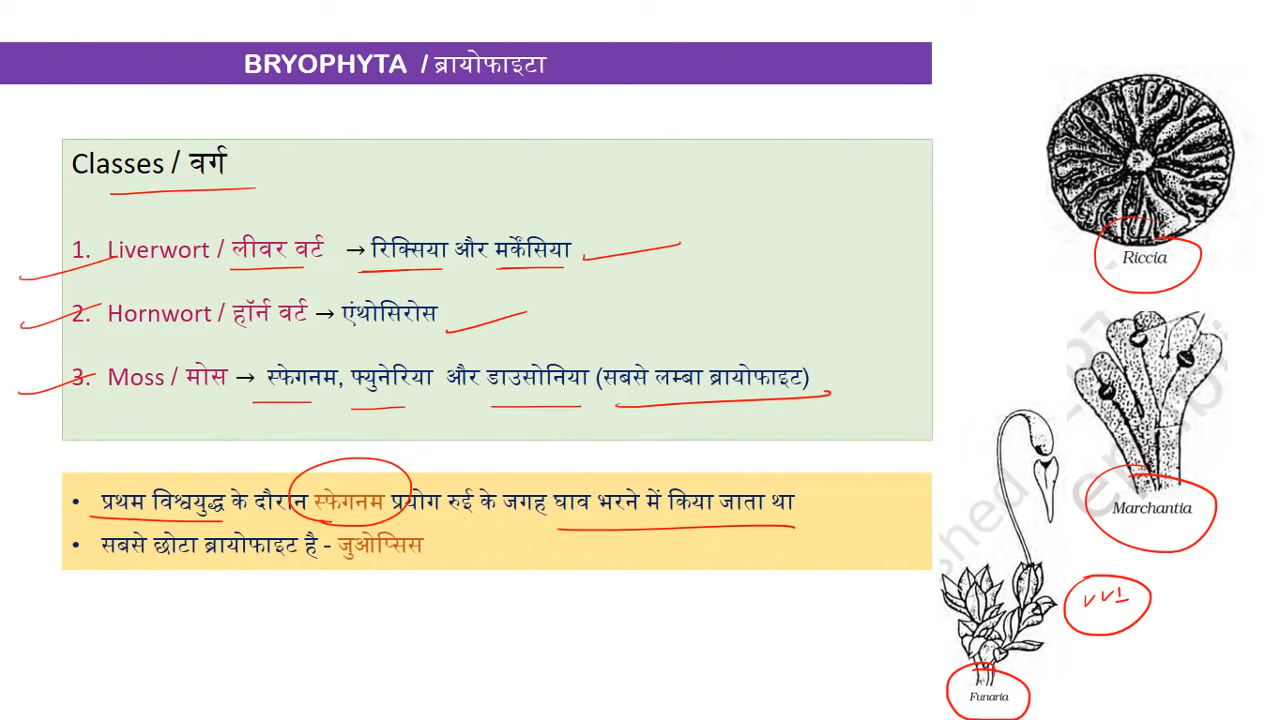 BRYOPHYTA / ब्रायोफाइटा
Classes / वर्ग
1. Liverwort / लीवर वर्ट → रिक्सिया और मर्केंसिया
2. Hornwort / हॉर्न वर्ट → एंथोसिरोस
3. Moss / मोस → स्फेगनम, फ्युनेरिया और डाउसोनिया (सबसे लम्बा ब्रायोफाइट)
• प्रथम विश्वयुद्ध के दौरान स्फेगनम प्रयोग रुई के जगह घाव भरने में किया जाता था
• सबसे छोटा ब्रायोफाइट है - जुओप्सिस
Riccia
Marchantia
Funaria